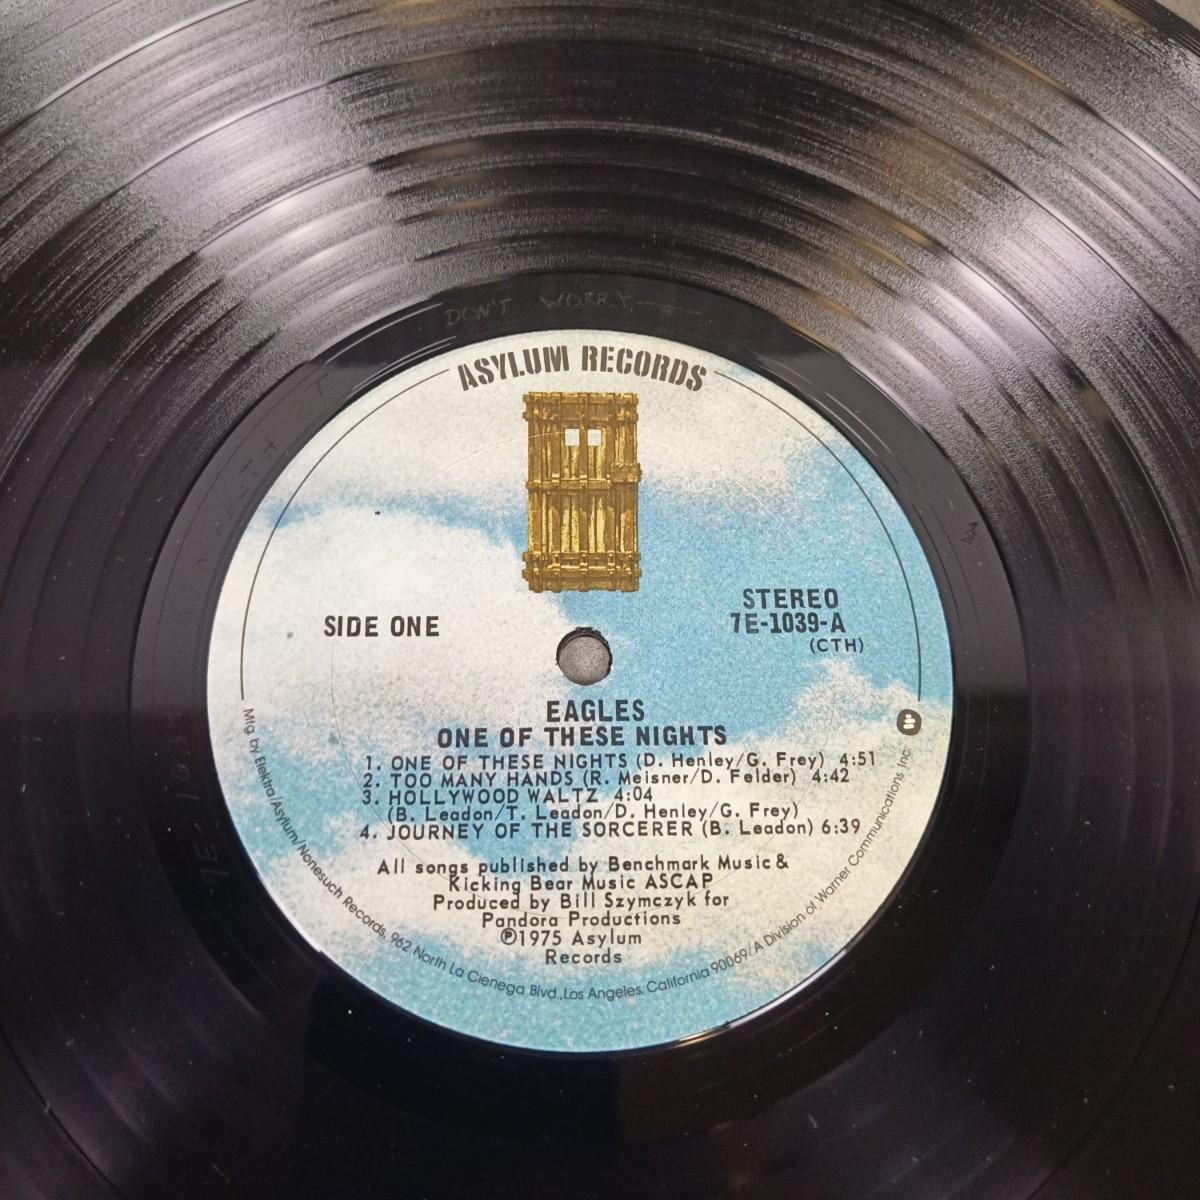 DON'T WORRY
ASYLUM RECORDS
SIDE ONE
STEREO
7E-1039-A
(CTH)
EAGLES
ONE OF THESE NIGHTS
1. ONE OF THESE NIGHTS (D. Henley/G. Frey) 4:51
2. TOO MANY HANDS (R. Meisner/D. Felder) 4:42
3. HOLLYWOOD WALTZ 4:04
(B. Leadon/T. Leadon/D. Henley/G. Frey)
4. JOURNEY OF THE SORCERER (B. Leadon) 6:39
All songs published by Benchmark Music &
Kicking Bear Music ASCAP
Produced by Bill Szymczyk for
Pandora Productions
℗1975 Asylum
Records
Mfg. by Elektra/Asylum/Nonesuch Records, 962 North La Cienega Blvd., Los Angeles, California 90069/A Division of Warner Communications Inc.